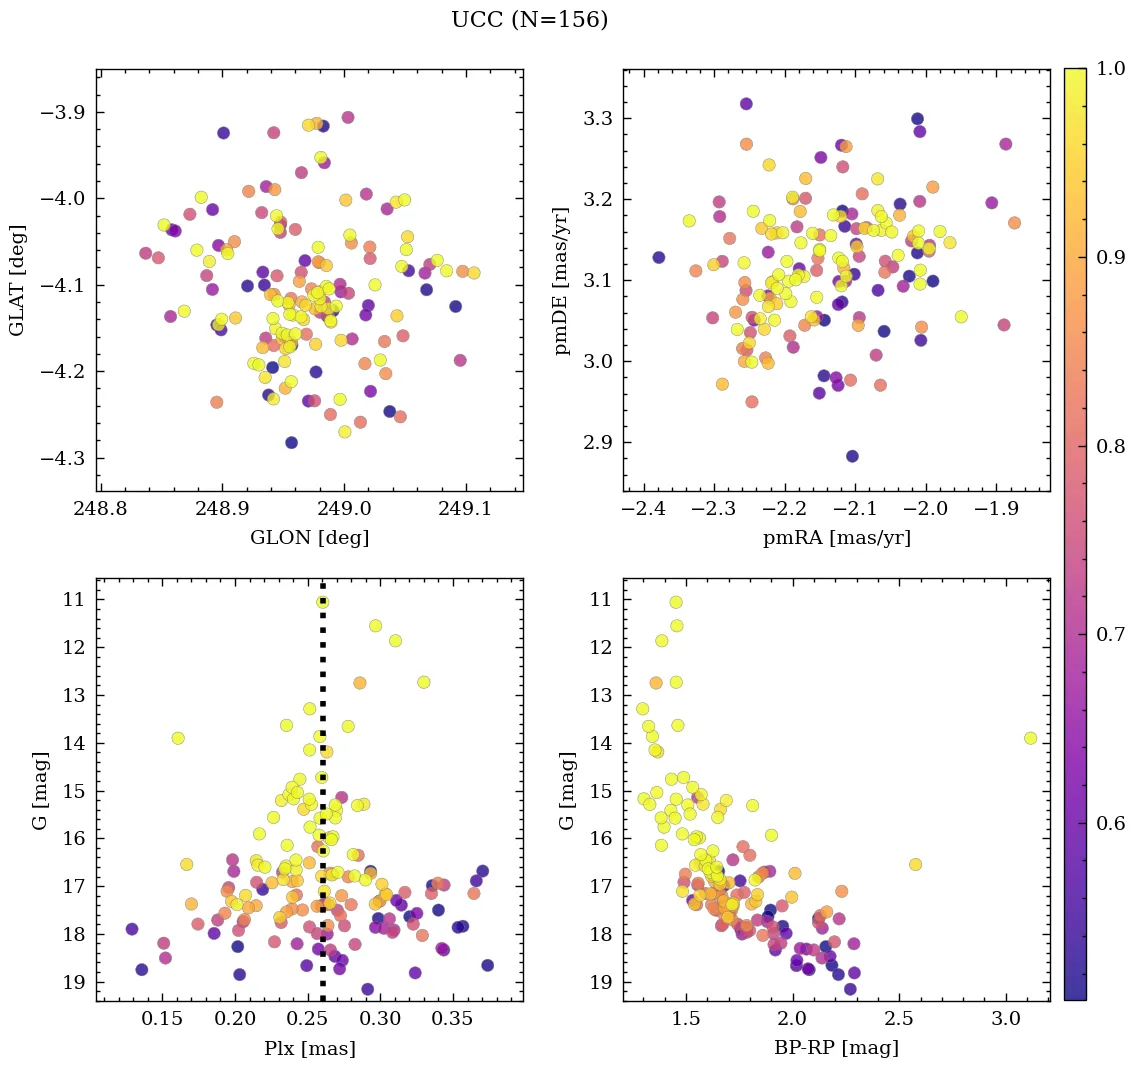 UCC (N=156)
−3.9
−4.0
−4.1
−4.2
−4.3
GLAT [deg]
248.8 248.9 249.0 249.1
GLON [deg]
3.3
3.2
3.1
3.0
2.9
pmDE [mas/yr]
−2.4 −2.3 −2.2 −2.1 −2.0 −1.9
pmRA [mas/yr]
11
12
13
14
15
16
17
18
19
G [mag]
0.15 0.20 0.25 0.30 0.35
Plx [mas]
11
12
13
14
15
16
17
18
19
G [mag]
1.5 2.0 2.5 3.0
BP-RP [mag]
1.0
0.9
0.8
0.7
0.6